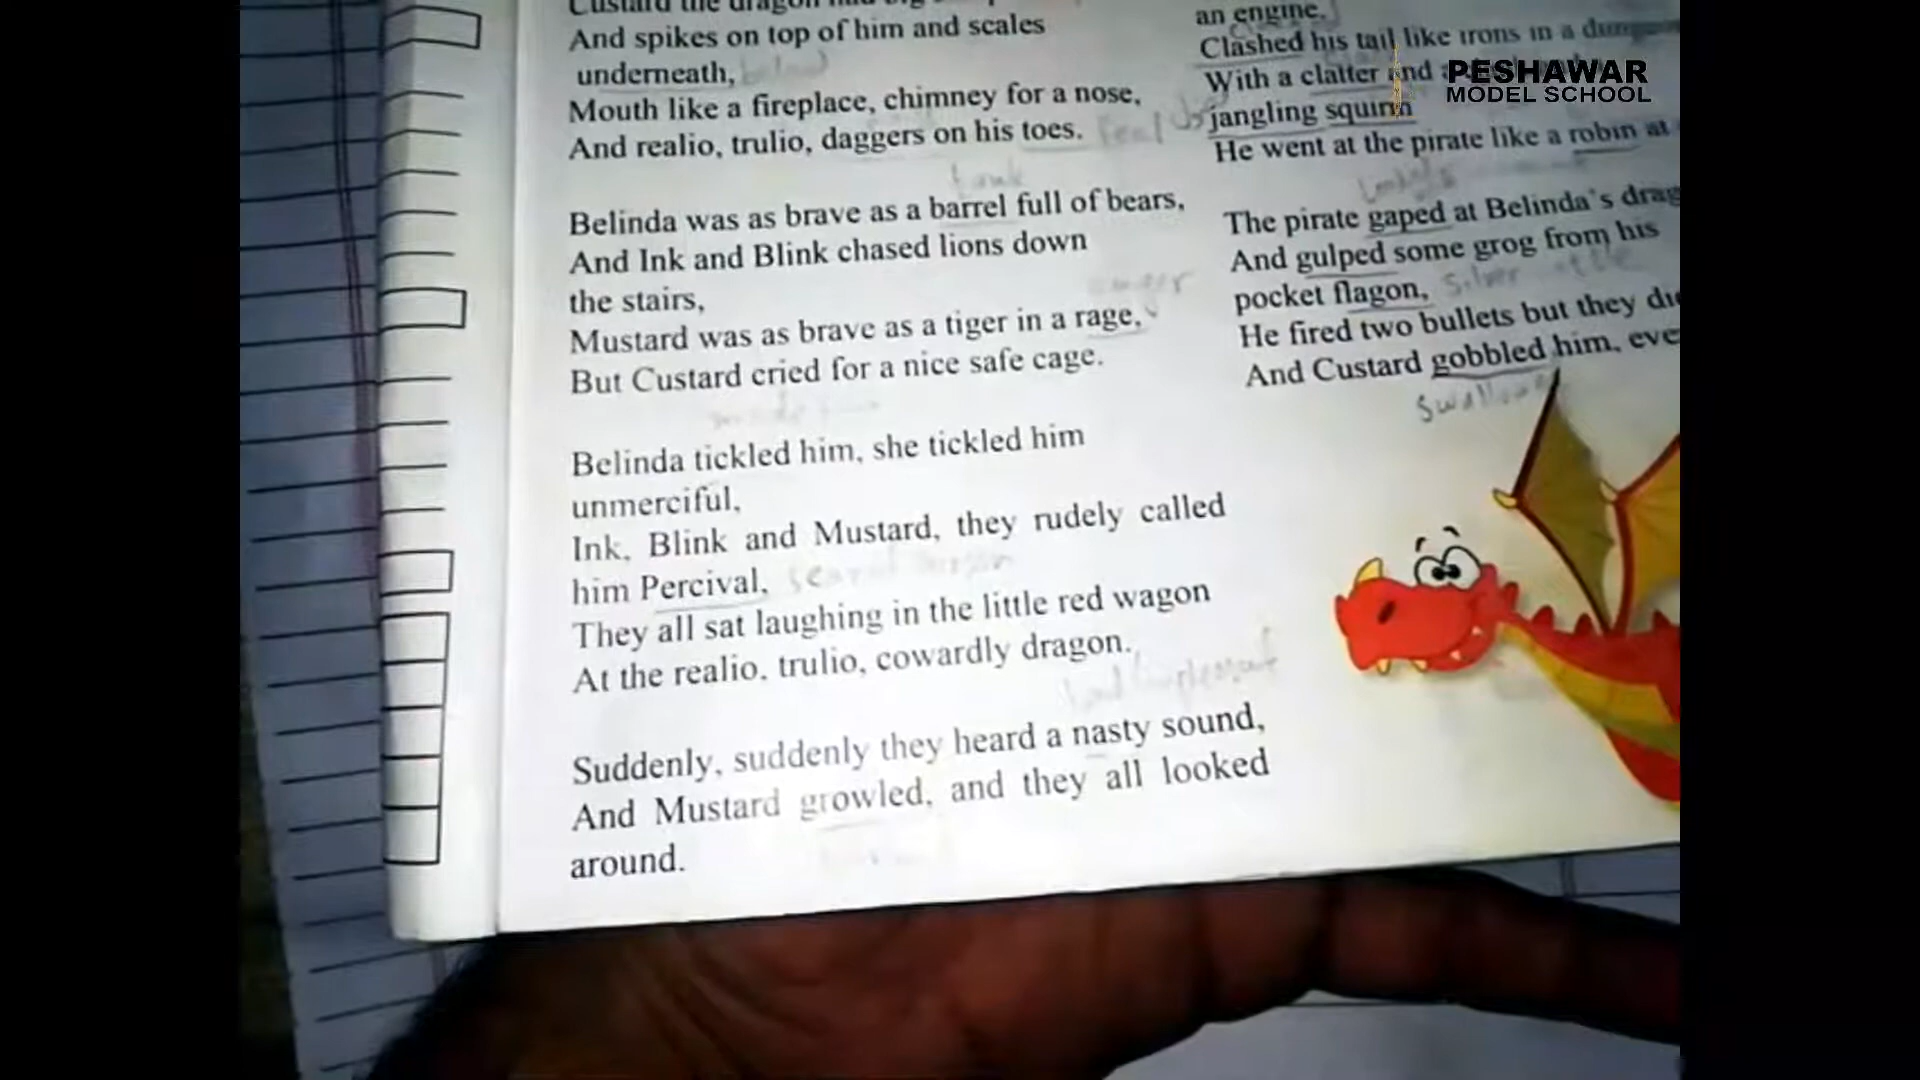 Custard the dragon had big
And spikes on top of him and scales
underneath,
Mouth like a fireplace, chimney for a nose,
And realio, trulio, daggers on his toes.
Belinda was as brave as a barrel full of bears,
And Ink and Blink chased lions down
the stairs,
Mustard was as brave as a tiger in a rage,
But Custard cried for a nice safe cage.
Belinda tickled him, she tickled him
unmerciful,
Ink, Blink and Mustard, they rudely called
him Percival,
They all sat laughing in the little red wagon
At the realio, trulio, cowardly dragon.
Suddenly, suddenly they heard a nasty sound,
And Mustard growled, and they all looked
around.
an engine,
Clashed his tail like irons in a
With a clatter and
jangling squirm
He went at the pirate like a robin at
The pirate gaped at Belinda's drag
And gulped some grog from his
pocket flagon,
He fired two bullets but they
And Custard gobbled him, eve
PESHAWAR
MODEL SCHOOL